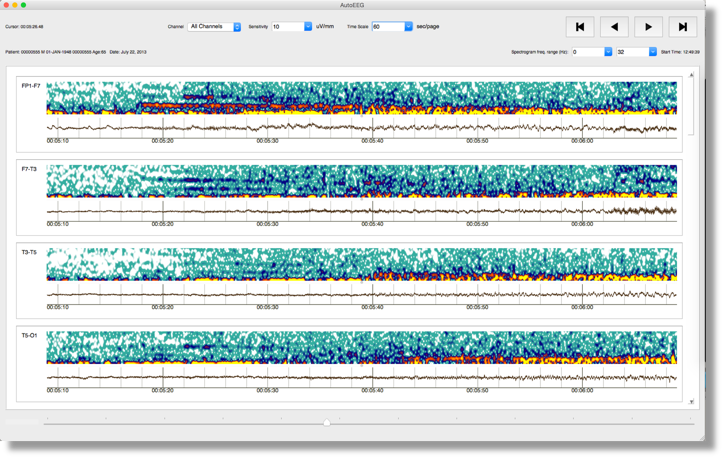 AutoEEG
Cursor: 00:05:26.48 Channel All Channels Sensitivity 10 uV/mm Time Scale 60 sec/page
Patient: 00000555 M 01-JAN-1948 00000555 Age:65 Date: July 22, 2013 Spectrogram freq. range (Hz): 0 32 Start Time: 12:49:39
FP1-F7
00:05:10 00:05:20 00:05:30 00:05:40 00:05:50 00:06:00
F7-T3
00:05:10 00:05:20 00:05:30 00:05:40 00:05:50 00:06:00
T3-T5
00:05:10 00:05:20 00:05:30 00:05:40 00:05:50 00:06:00
T5-O1
00:05:10 00:05:20 00:05:30 00:05:40 00:05:50 00:06:00